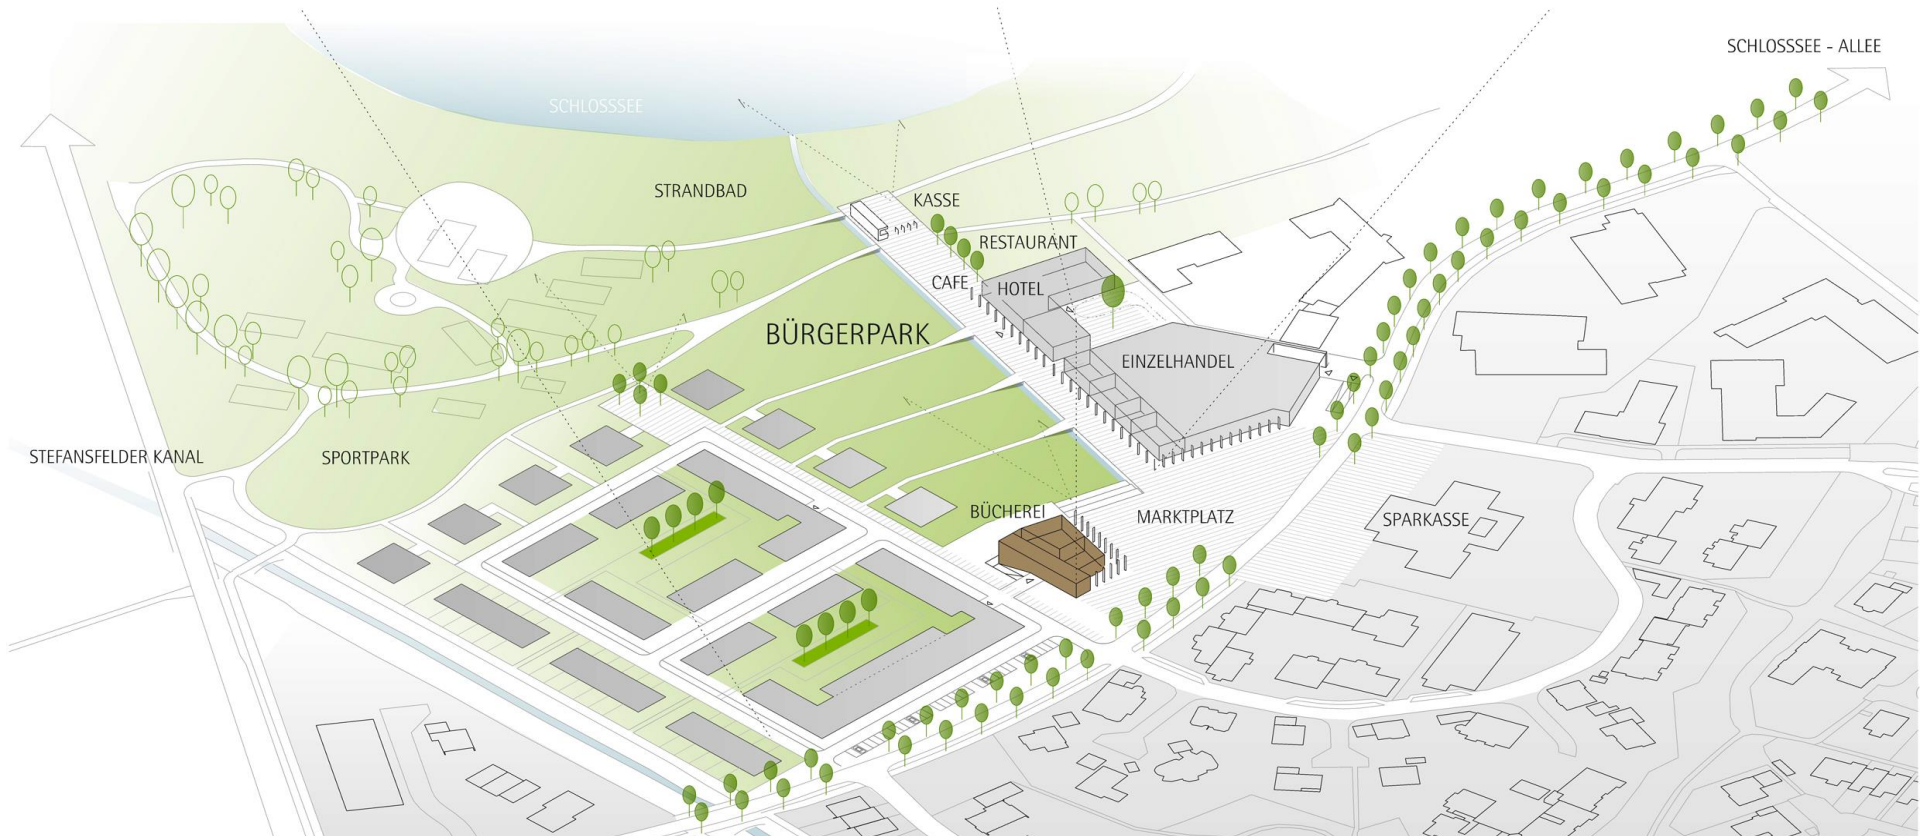 SCHLOSSSEE - ALLEE
SCHLOSSSEE
STRANDBAD
KASSE
RESTAURANT
CAFE
HOTEL
BÜRGERPARK
EINZELHANDEL
STEFANSFELDER KANAL
SPORTPARK
BÜCHEREI
MARKTPLATZ
SPARKASSE